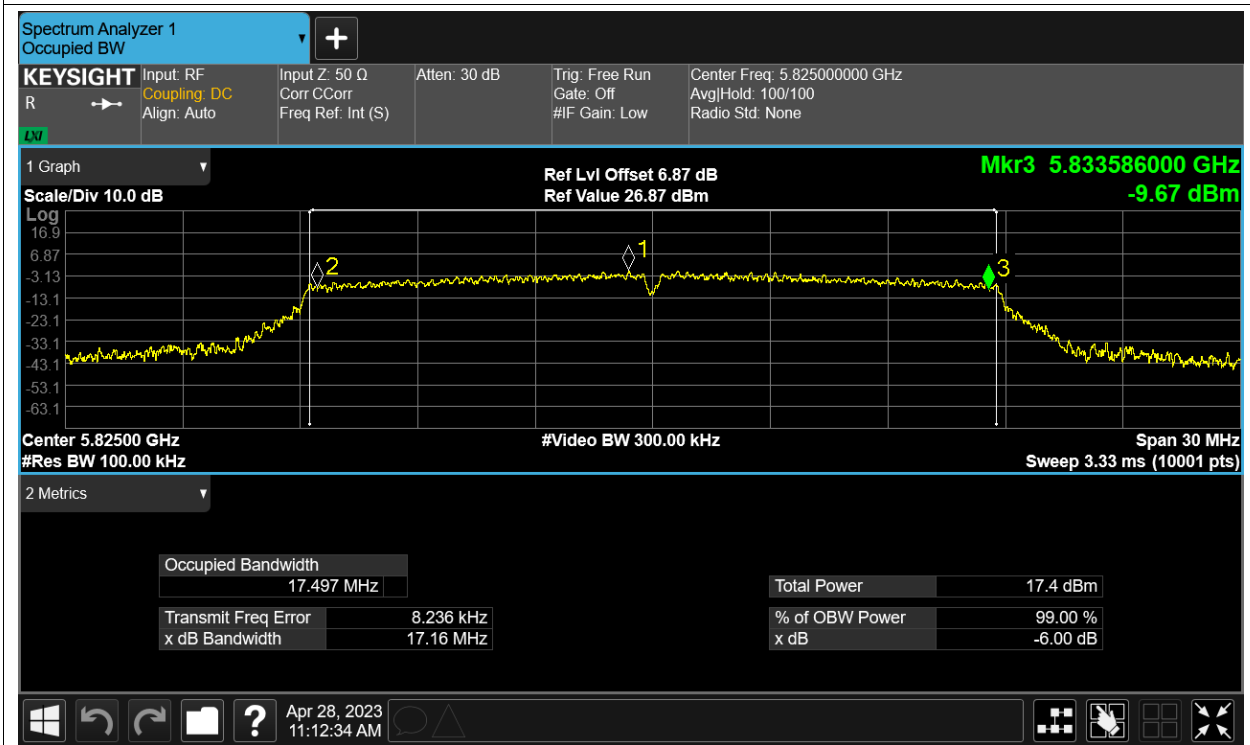 Spectrum Analyzer 1
Occupied BW
+
KEYSIGHT
R
LXI
Input: RF
Coupling: DC
Align: Auto
Input Z: 50 Ω
Corr CCorr
Freq Ref: Int (S)
Atten: 30 dB
Trig: Free Run
Gate: Off
#IF Gain: Low
Center Freq: 5.825000000 GHz
Avg|Hold: 100/100
Radio Std: None
1 Graph
Scale/Div 10.0 dB
Ref Lvl Offset 6.87 dB
Ref Value 26.87 dBm
Mkr3 5.833586000 GHz
-9.67 dBm
Log
16.9
6.87
-3.13
-13.1
-23.1
-33.1
-43.1
-53.1
-63.1
2
1
3
Center 5.82500 GHz
#Res BW 100.00 kHz
#Video BW 300.00 kHz
Span 30 MHz
Sweep 3.33 ms (10001 pts)
2 Metrics
Occupied Bandwidth
17.497 MHz
Transmit Freq Error 8.236 kHz
x dB Bandwidth 17.16 MHz
Total Power 17.4 dBm
% of OBW Power 99.00 %
x dB -6.00 dB
?
Apr 28, 2023
11:12:34 AM